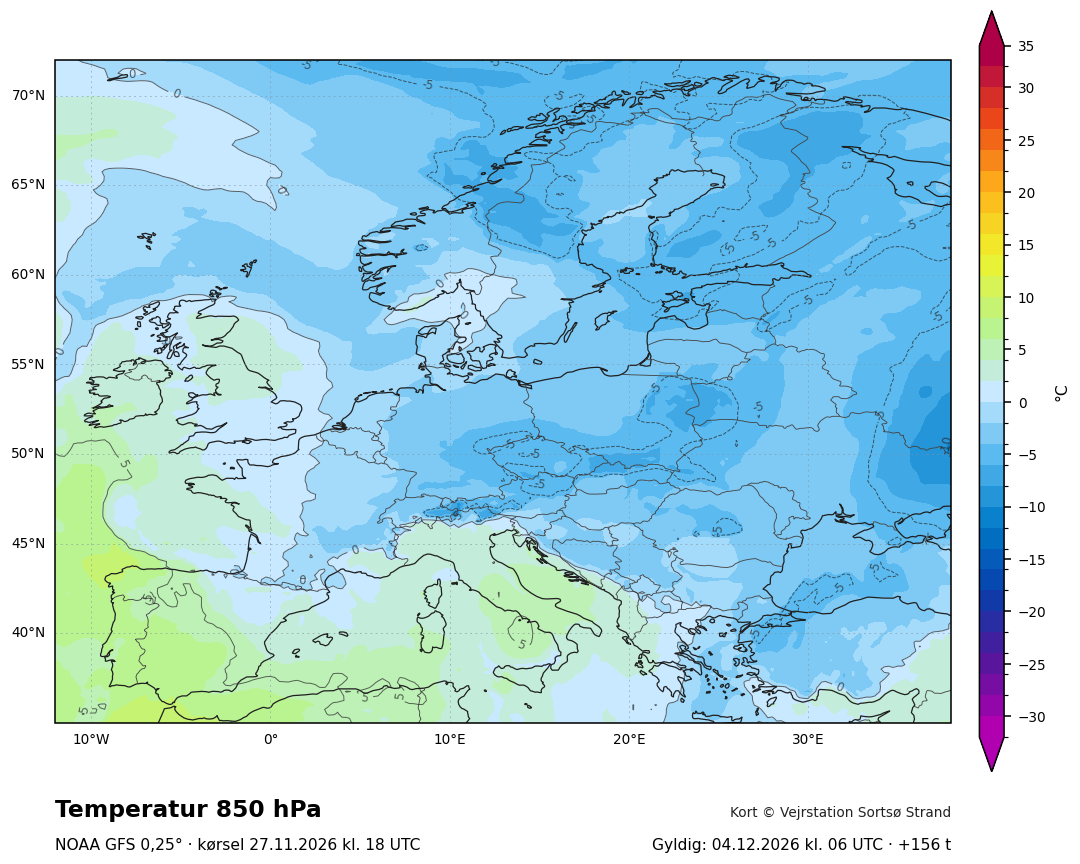 70°N
65°N
60°N
55°N
50°N
45°N
40°N
10°W
0°
10°E
20°E
30°E
35
30
25
20
15
10
5
0
−5
−10
−15
−20
−25
−30
°C
Temperatur 850 hPa
Kort © Vejrstation Sortsø Strand
NOAA GFS 0,25° · kørsel 27.11.2026 kl. 18 UTC
Gyldig: 04.12.2026 kl. 06 UTC · +156 t